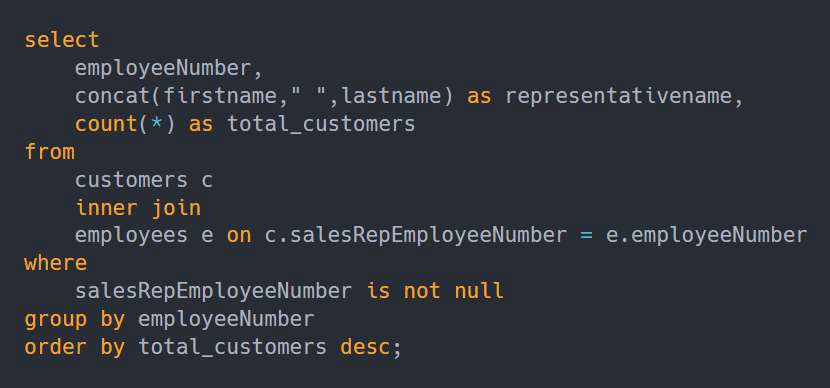 select
    employeeNumber,
    concat(firstname," ",lastname) as representativename,
    count(*) as total_customers
from
    customers c
    inner join
    employees e on c.salesRepEmployeeNumber = e.employeeNumber
where
    salesRepEmployeeNumber is not null
group by employeeNumber
order by total_customers desc;